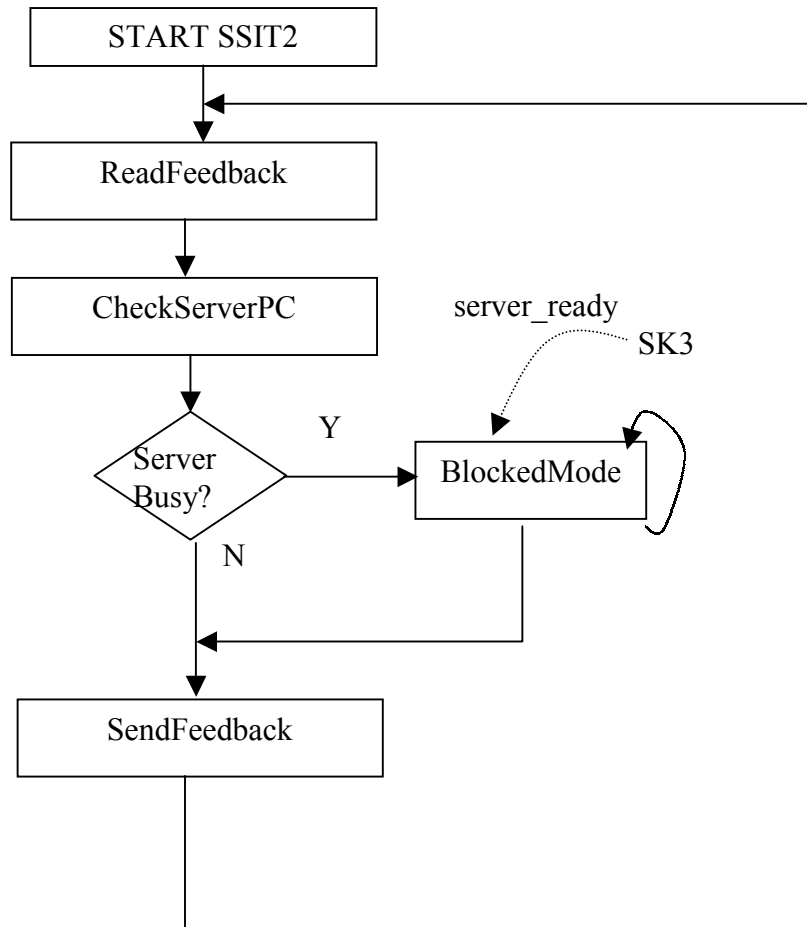 START SSIT2
ReadFeedback
CheckServerPC
server_ready
SK3
Y
Server
Busy?
BlockedMode
N
SendFeedback